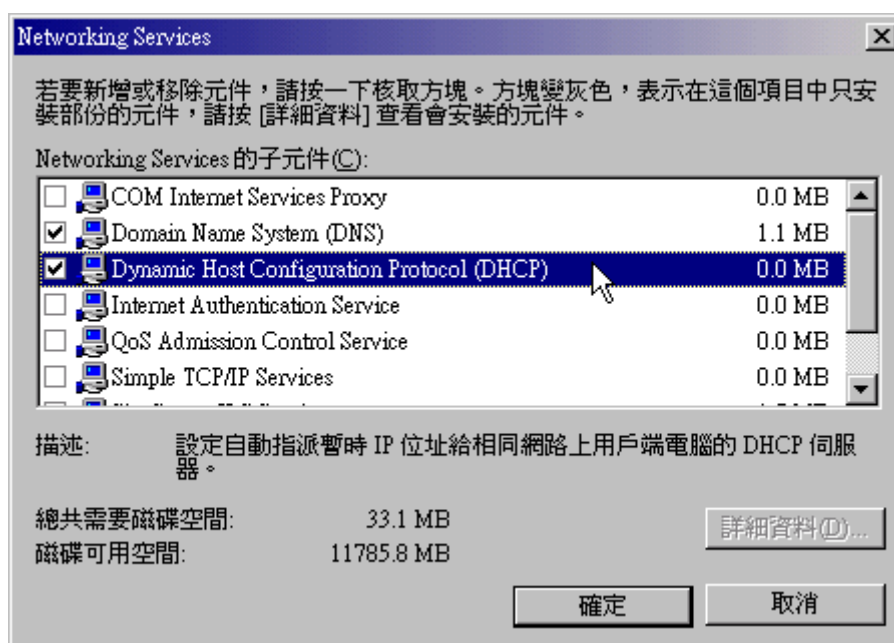 Networking Services
若要新增或移除元件，請按一下核取方塊。方塊變灰色，表示在這個項目中只安
裝部份的元件，請按 [詳細資料] 查看會安裝的元件。
Networking Services 的子元件(C):
COM Internet Services Proxy 0.0 MB
Domain Name System (DNS) 1.1 MB
Dynamic Host Configuration Protocol (DHCP) 0.0 MB
Internet Authentication Service 0.0 MB
QoS Admission Control Service 0.0 MB
Simple TCP/IP Services 0.0 MB
描述: 設定自動指派暫時 IP 位址給相同網路上用戶端電腦的 DHCP 伺服
器。
總共需要磁碟空間: 33.1 MB
詳細資料(D)...
磁碟可用空間: 11785.8 MB
確定 取消